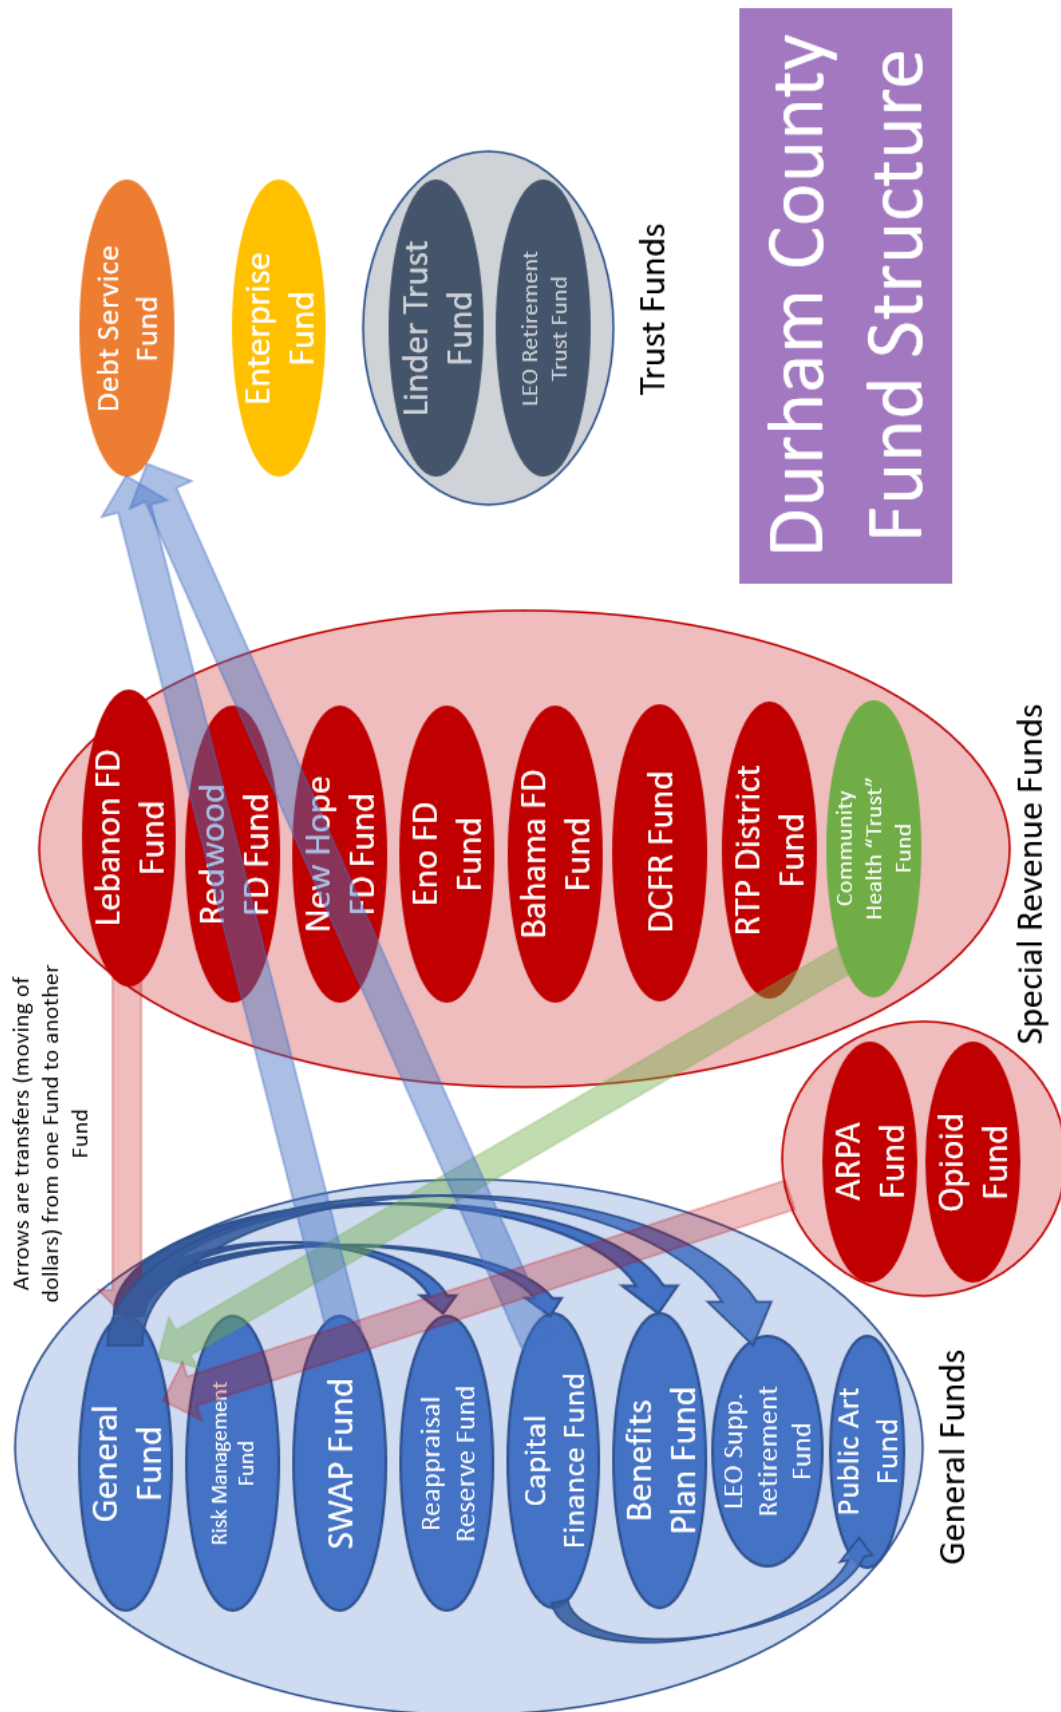 Arrows are transfers (moving of
dollars) from one Fund to another
Fund
General
Fund
Risk Management
Fund
SWAP Fund
Reappraisal
Reserve Fund
Capital
Finance Fund
Benefits
Plan Fund
LEO Supp.
Retirement
Fund
Public Art
Fund
General Funds
Lebanon FD
Fund
Redwood
FD Fund
New Hope
FD Fund
Eno FD
Fund
Bahama FD
Fund
DCFR Fund
RTP District
Fund
Community
Health “Trust”
Fund
ARPA
Fund
Opioid
Fund
Special Revenue Funds
Debt Service
Fund
Enterprise
Fund
Linder Trust
Fund
LEO Retirement
Trust Fund
Trust Funds
Durham County
Fund Structure